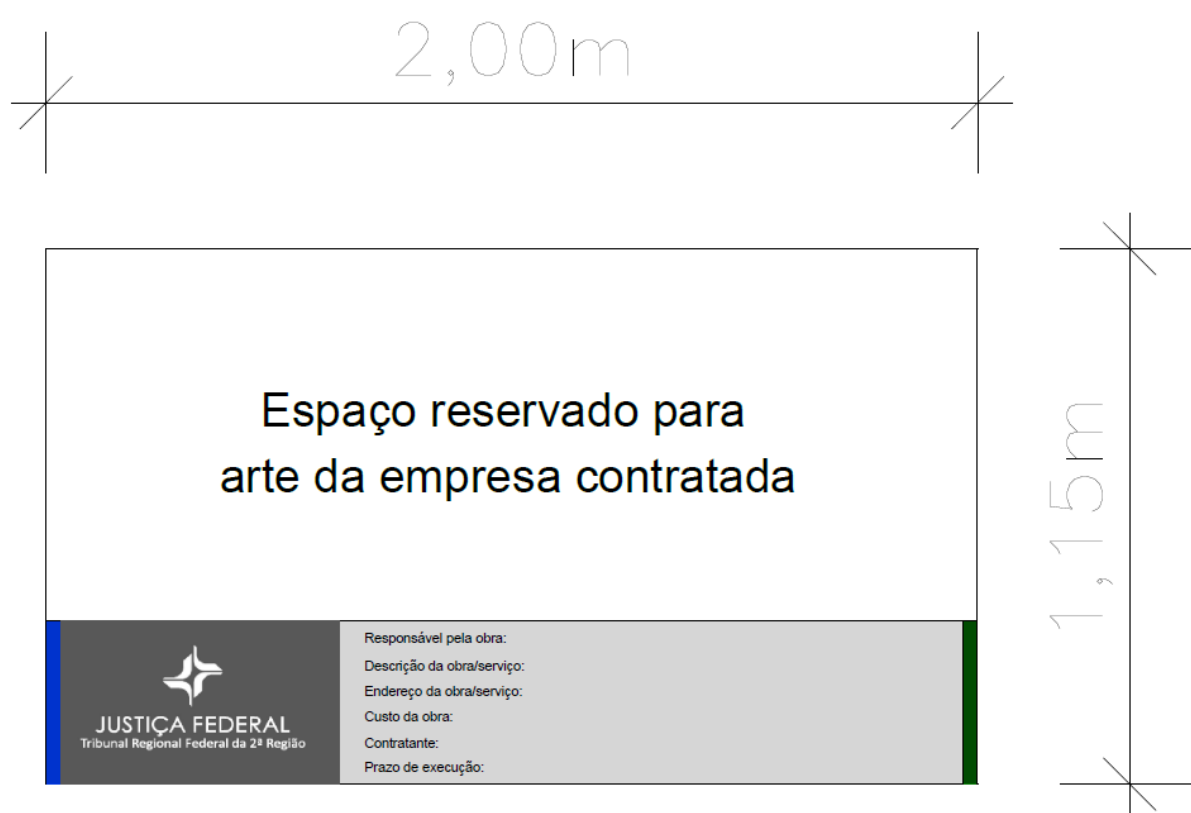 2,00m
Espaço reservado para
arte da empresa contratada
1,15m
JUSTIÇA FEDERAL
Tribunal Regional Federal da 2ª Região
Responsável pela obra:
Descrição da obra/serviço:
Endereço da obra/serviço:
Custo da obra:
Contratante:
Prazo de execução: